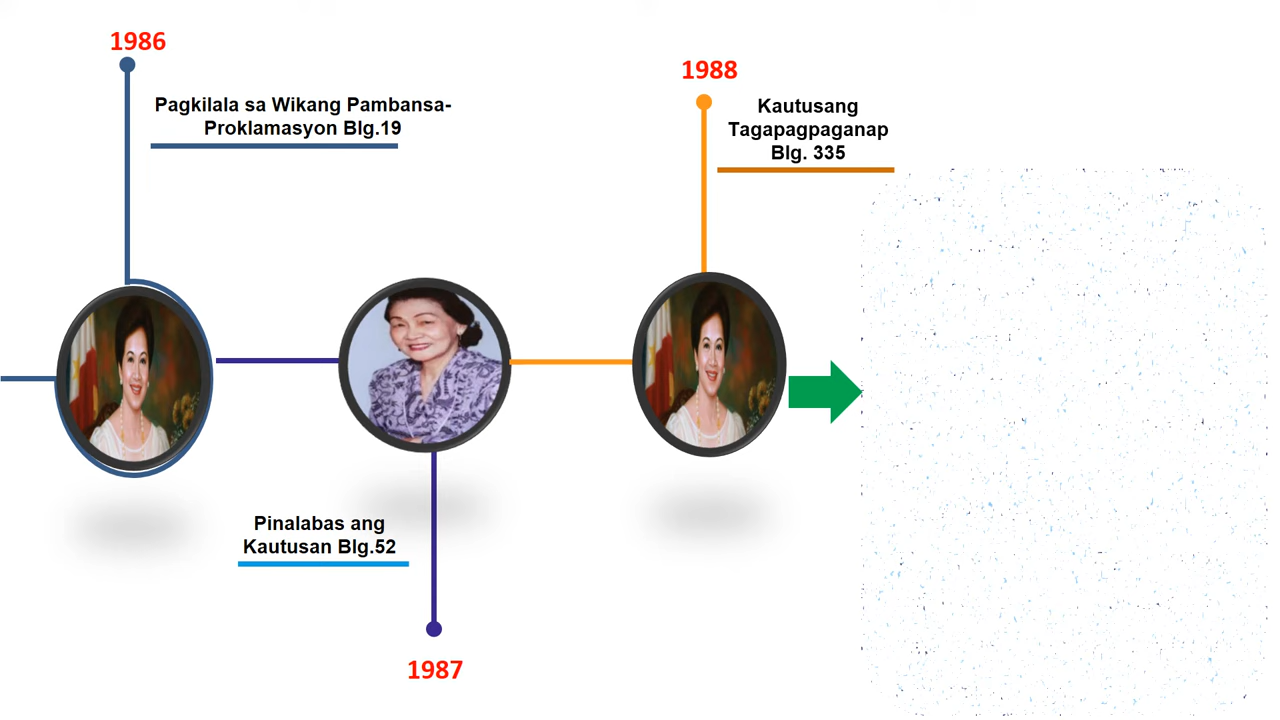 1986
Pagkilala sa Wikang Pambansa-
Proklamasyon Blg.19
1988
Kautusang
Tagapagpaganap
Blg. 335
Pinalabas ang
Kautusan Blg.52
1987